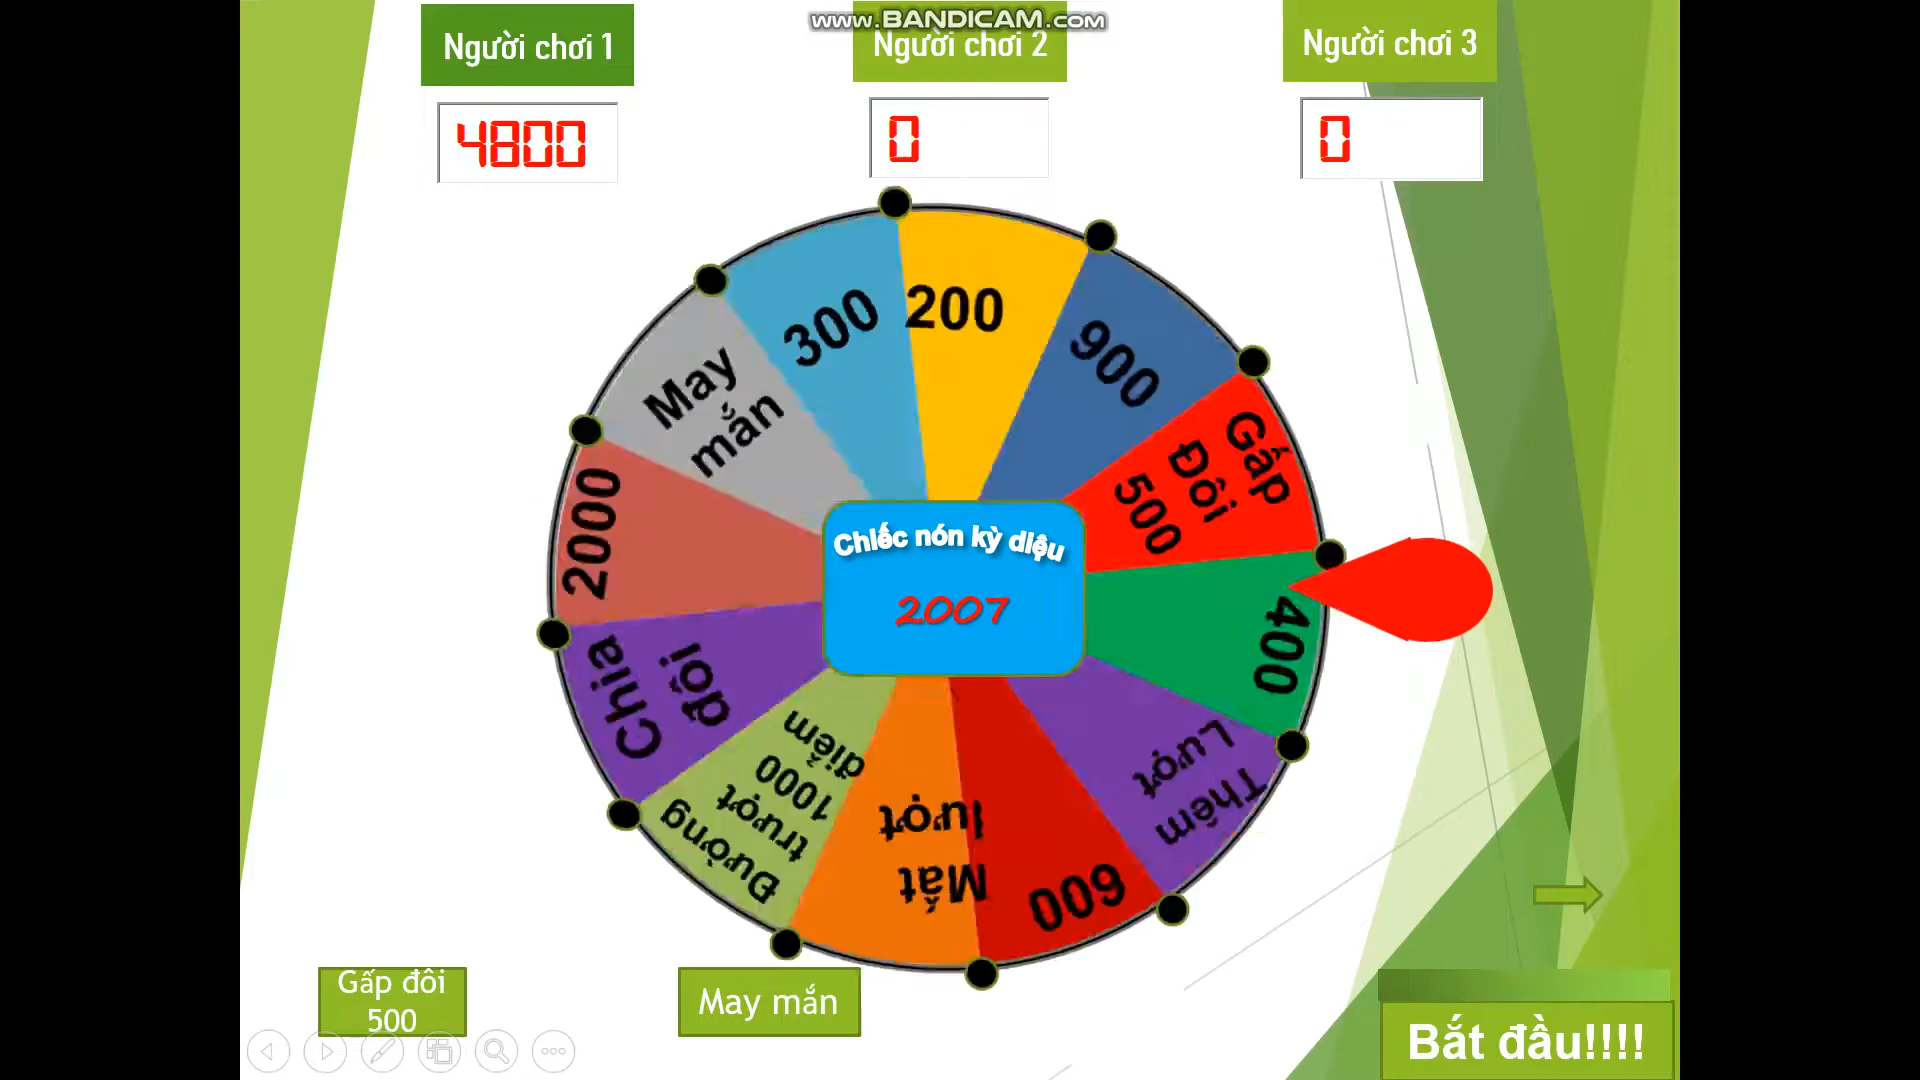 www.BANDICAM.com
Người chơi 1
Người chơi 2
Người chơi 3
4800
0
0
300
200
900
Gấp
Đôi
500
400
Thêm
Lượt
600
Mất
lượt
Đường
trượt
1000
điểm
Chia
đôi
2000
May
mắn
Chiếc nón kỳ diệu
2007
Gấp đôi
500
May mắn
Bắt đầu!!!!